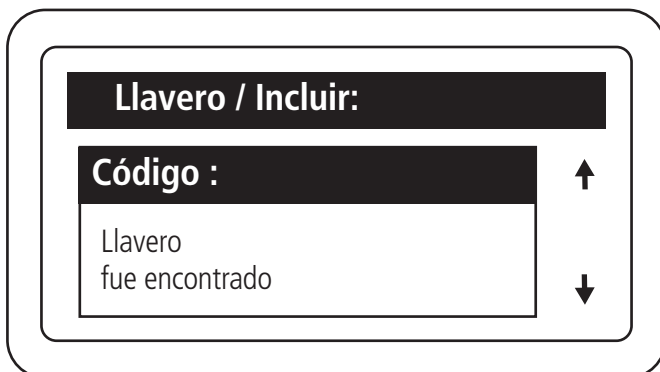 Llavero / Incluir:
Código :
Llavero
fue encontrado